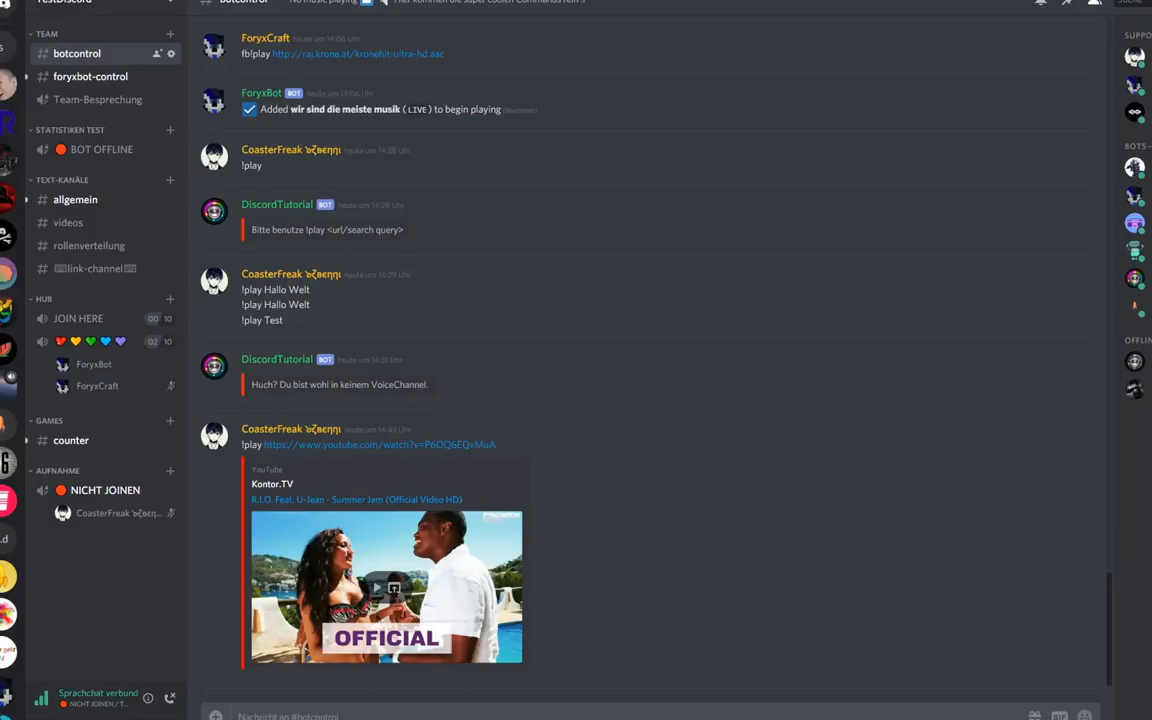 botcontrol
TEAM
botcontrol
foryxbot-control
Team-Besprechung
STATISTIKEN TEST
BOT OFFLINE
TEXT-KANÄLE
allgemein
videos
rollenverteilung
link-channel
HUB
JOIN HERE 00 10
02 10
ForyxBot
ForyxCraft
GAMES
counter
AUFNAHME
NICHT JOINEN
CoasterFreak
Sprachchat verbund
NICHT JOINEN / T...
ForyxCraft heute um 14:06 Uhr
fb!play http://raj.krone.at/kronehit-ultra-hd.aac
ForyxBot BOT heute um 14:06 Uhr
Added wir sind die meiste musik (LIVE) to begin playing
CoasterFreak heute um 14:28 Uhr
!play
DiscordTutorial BOT heute um 14:28 Uhr
Bitte benutze !play <url/search query>
CoasterFreak heute um 14:29 Uhr
!play Hallo Welt
!play Hallo Welt
!play Test
DiscordTutorial BOT heute um 14:31 Uhr
Huch? Du bist wohl in keinem VoiceChannel.
CoasterFreak heute um 14:43 Uhr
!play https://www.youtube.com/watch?v=P6OQ6EQxMuA
YouTube
Kontor.TV
R.I.O. Feat. U-Jean - Summer Jam (Official Video HD)
OFFICIAL
Nachricht an #botcontrol
GIF
SUPPO
BOTS—
OFFLIN